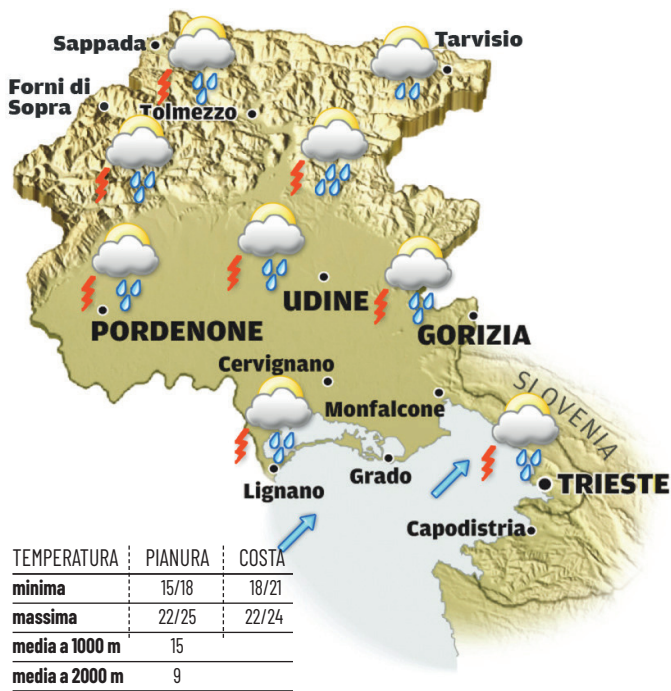 Sappada
Tarvisio
Forni di
Sopra
Tolmezzo
UDINE
PORDENONE
GORIZIA
Cervignano
SLOVENIA
Monfalcone
Grado
TRIESTE
Lignano
Capodistria
TEMPERATURA PIANURA COSTA
minima 15/18 18/21
massima 22/25 22/24
media a 1000 m 15
media a 2000 m 9